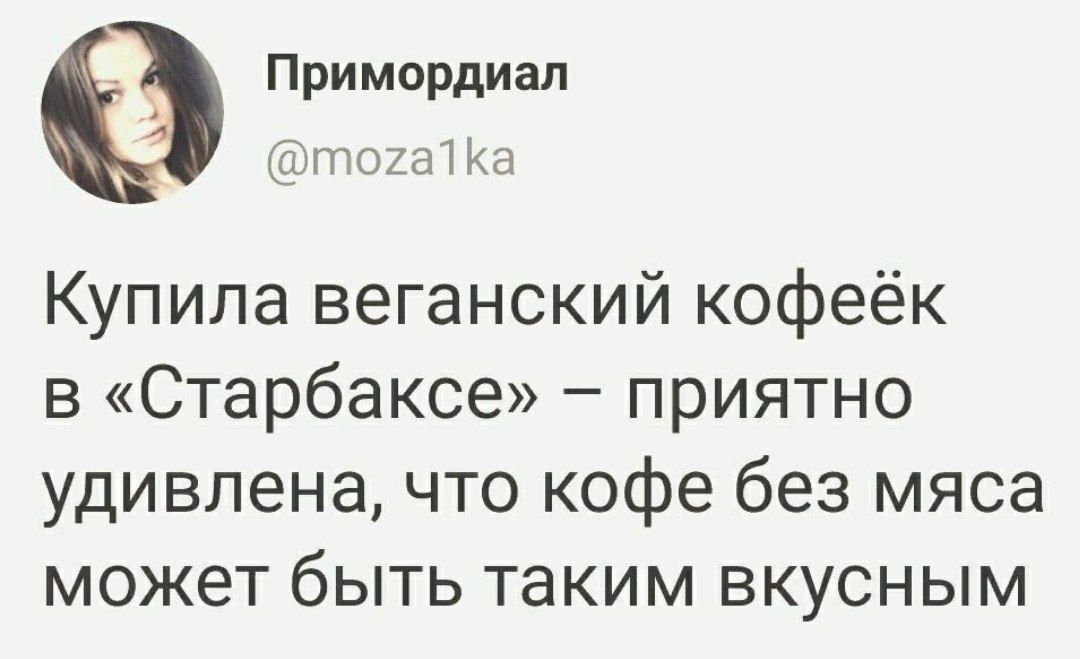 Примордиал
@moza1ka
Купила веганский кофеёк
в «Старбаксе» – приятно
удивлена, что кофе без мяса
может быть таким вкусным